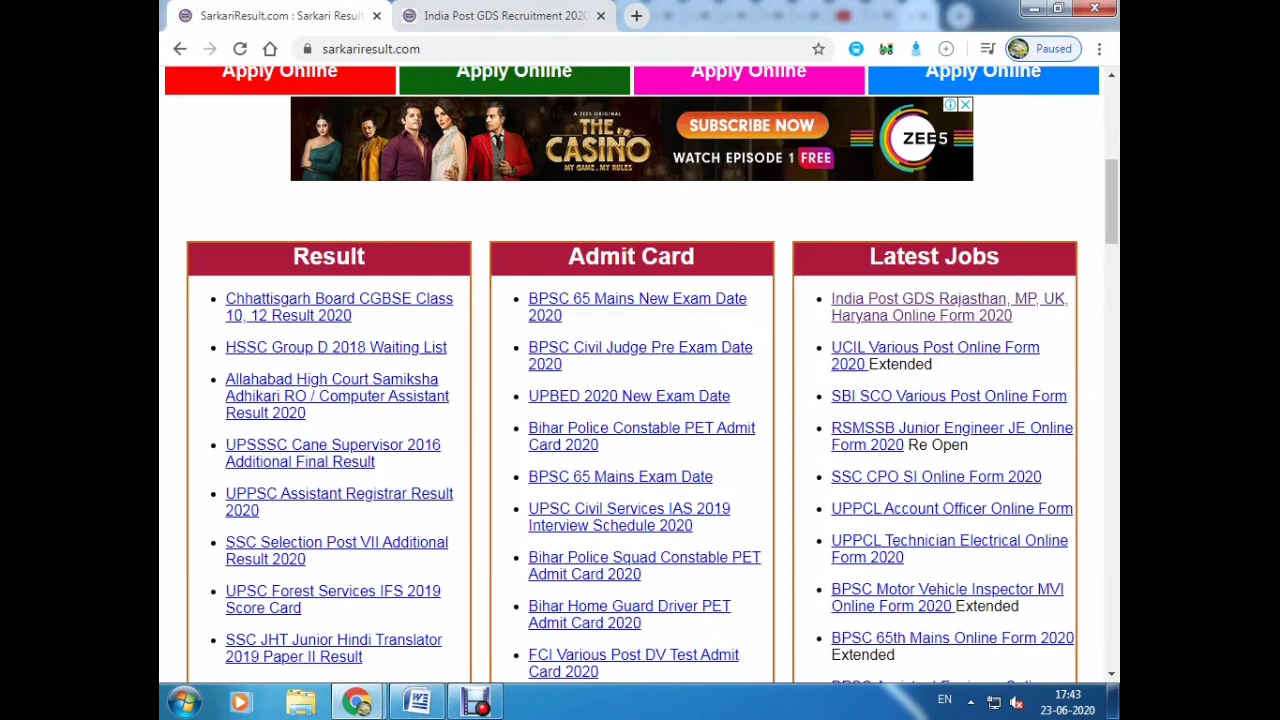 SarkariResult.com : Sarkari Result
India Post GDS Recruitment 2020
sarkariresult.com
Paused
Apply Online
Apply Online
Apply Online
Apply Online
A ZEE5 ORIGINAL
THE
CASINO
MY GAME. MY RULES
SUBSCRIBE NOW
WATCH EPISODE 1 FREE
ZEE5
Result
Chhattisgarh Board CGBSE Class
10, 12 Result 2020
HSSC Group D 2018 Waiting List
Allahabad High Court Samiksha
Adhikari RO / Computer Assistant
Result 2020
UPSSSC Cane Supervisor 2016
Additional Final Result
UPPSC Assistant Registrar Result
2020
SSC Selection Post VII Additional
Result 2020
UPSC Forest Services IFS 2019
Score Card
SSC JHT Junior Hindi Translator
2019 Paper II Result
Admit Card
BPSC 65 Mains New Exam Date
2020
BPSC Civil Judge Pre Exam Date
2020
UPBED 2020 New Exam Date
Bihar Police Constable PET Admit
Card 2020
BPSC 65 Mains Exam Date
UPSC Civil Services IAS 2019
Interview Schedule 2020
Bihar Police Squad Constable PET
Admit Card 2020
Bihar Home Guard Driver PET
Admit Card 2020
FCI Various Post DV Test Admit
Card 2020
Latest Jobs
India Post GDS Rajasthan, MP, UK,
Haryana Online Form 2020
UCIL Various Post Online Form
2020 Extended
SBI SCO Various Post Online Form
RSMSSB Junior Engineer JE Online
Form 2020 Re Open
SSC CPO SI Online Form 2020
UPPCL Account Officer Online Form
UPPCL Technician Electrical Online
Form 2020
BPSC Motor Vehicle Inspector MVI
Online Form 2020 Extended
BPSC 65th Mains Online Form 2020
Extended
EN
17:43
23-06-2020